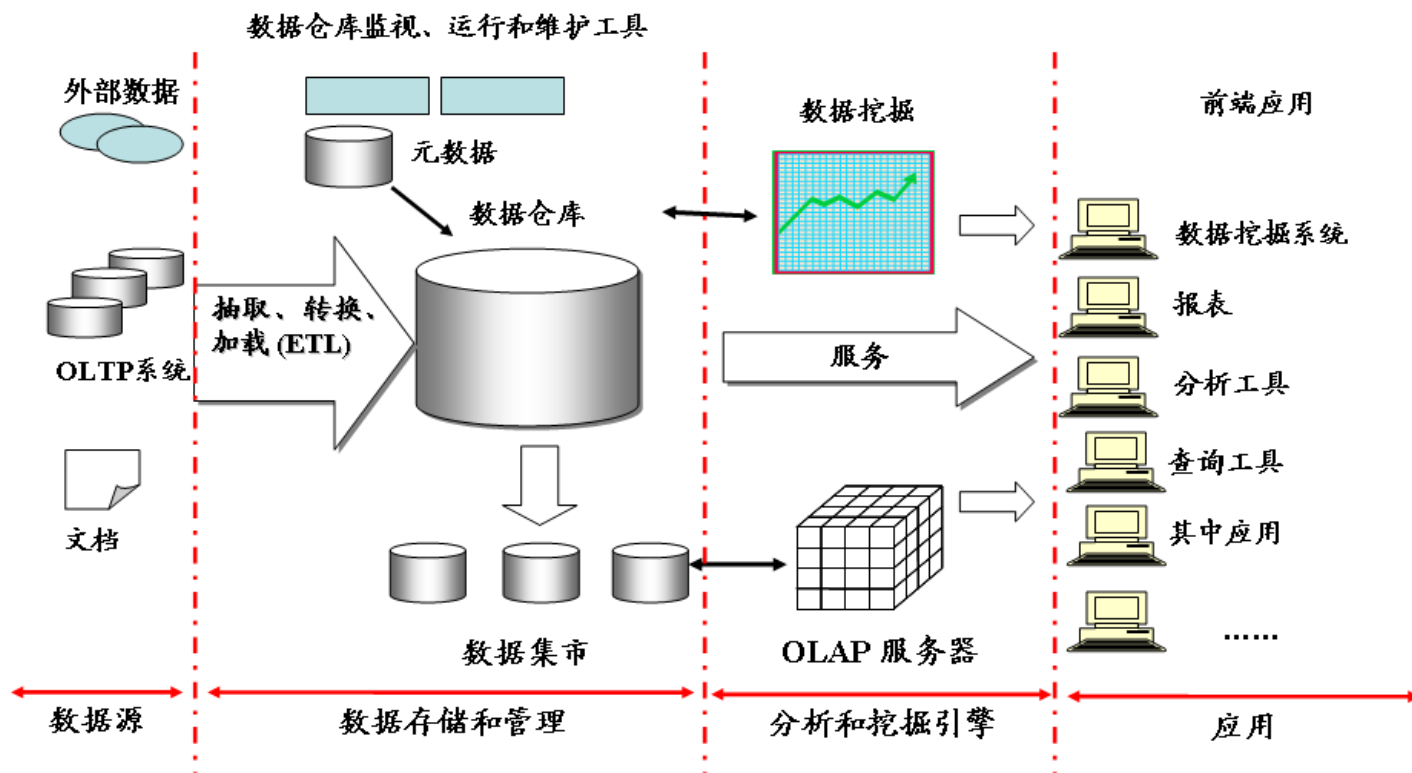 数据仓库监视、运行和维护工具
外部数据
OLTP系统
文档
元数据
数据仓库
抽取、转换、
加载 (ETL)
数据集市
数据挖掘
服务
OLAP 服务器
前端应用
数据挖掘系统
报表
分析工具
查询工具
其中应用
……
数据源
数据存储和管理
分析和挖掘引擎
应用